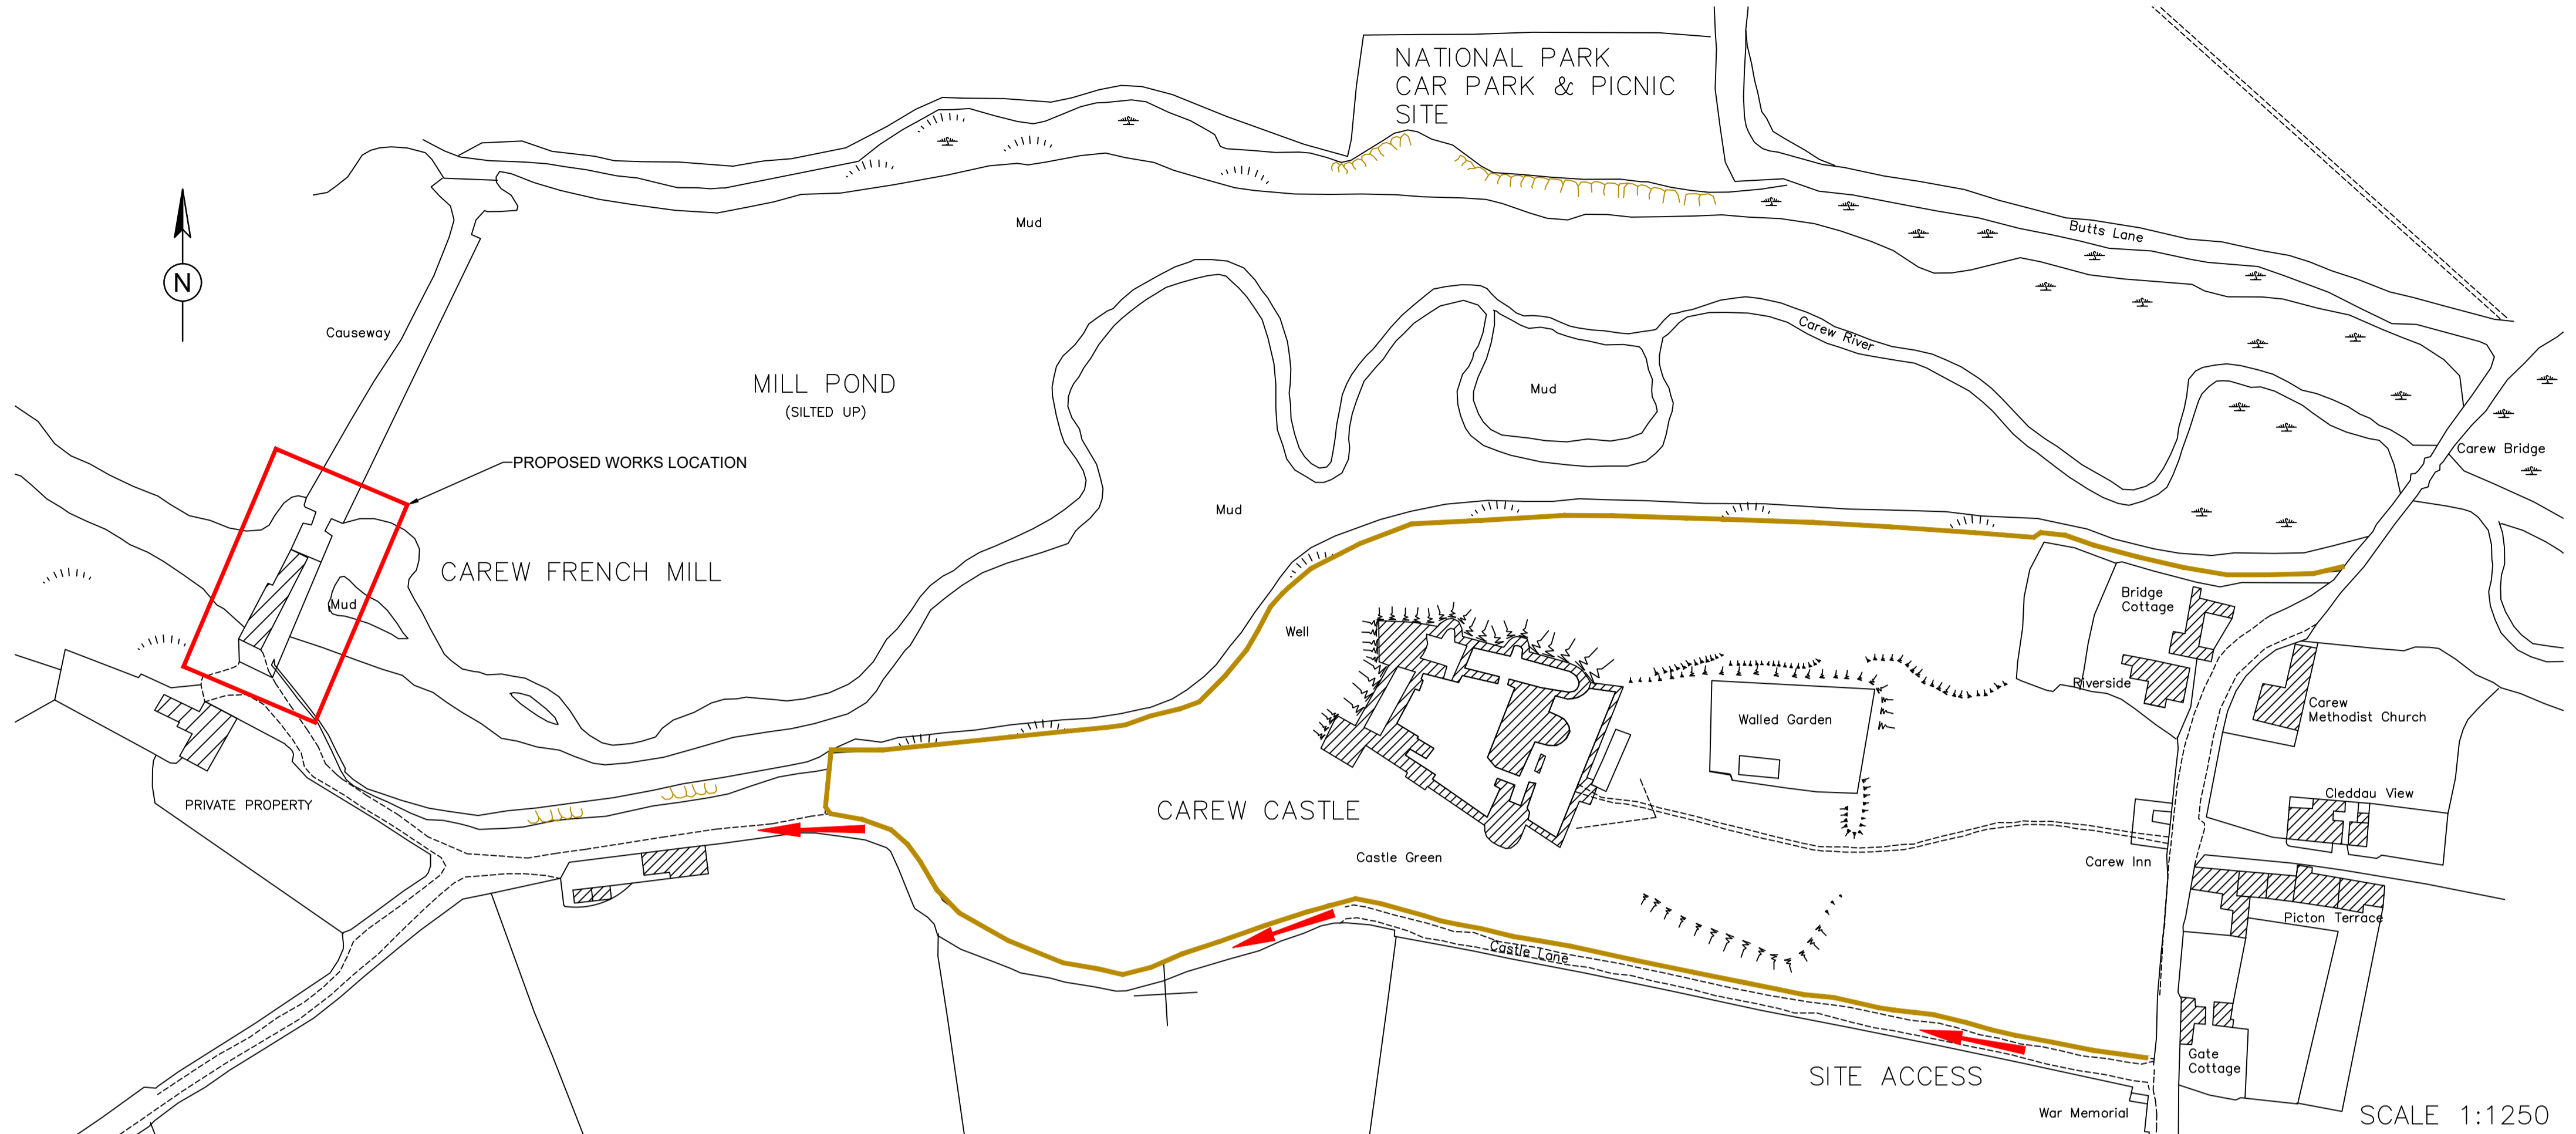 NATIONAL PARK
CAR PARK & PICNIC
SITE
Mud
Butts Lane
N
Causeway
Carew River
MILL POND
(SILTED UP)
Mud
Carew Bridge
PROPOSED WORKS LOCATION
Mud
CAREW FRENCH MILL
Mud
Bridge
Cottage
Well
Riverside
Walled Garden
Carew
Methodist Church
PRIVATE PROPERTY
Cleddau View
CAREW CASTLE
Castle Green
Carew Inn
Picton Terrace
Castle Lane
Gate
Cottage
SITE ACCESS
War Memorial
SCALE 1:1250